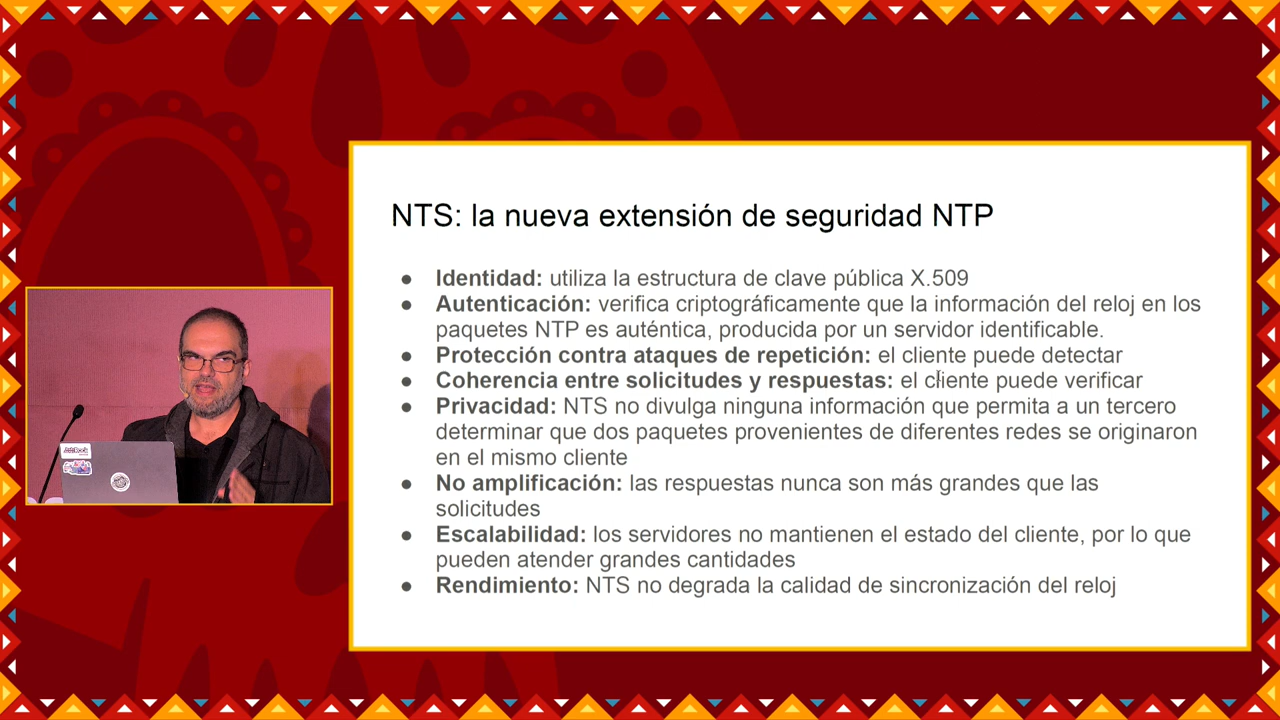 NTS: la nueva extensión de seguridad NTP
● Identidad: utiliza la estructura de clave pública X.509
● Autenticación: verifica criptográficamente que la información del reloj en los
paquetes NTP es auténtica, producida por un servidor identificable.
● Protección contra ataques de repetición: el cliente puede detectar
● Coherencia entre solicitudes y respuestas: el cliente puede verificar
● Privacidad: NTS no divulga ninguna información que permita a un tercero
determinar que dos paquetes provenientes de diferentes redes se originaron
en el mismo cliente
● No amplificación: las respuestas nunca son más grandes que las
solicitudes
● Escalabilidad: los servidores no mantienen el estado del cliente, por lo que
pueden atender grandes cantidades
● Rendimiento: NTS no degrada la calidad de sincronización del reloj